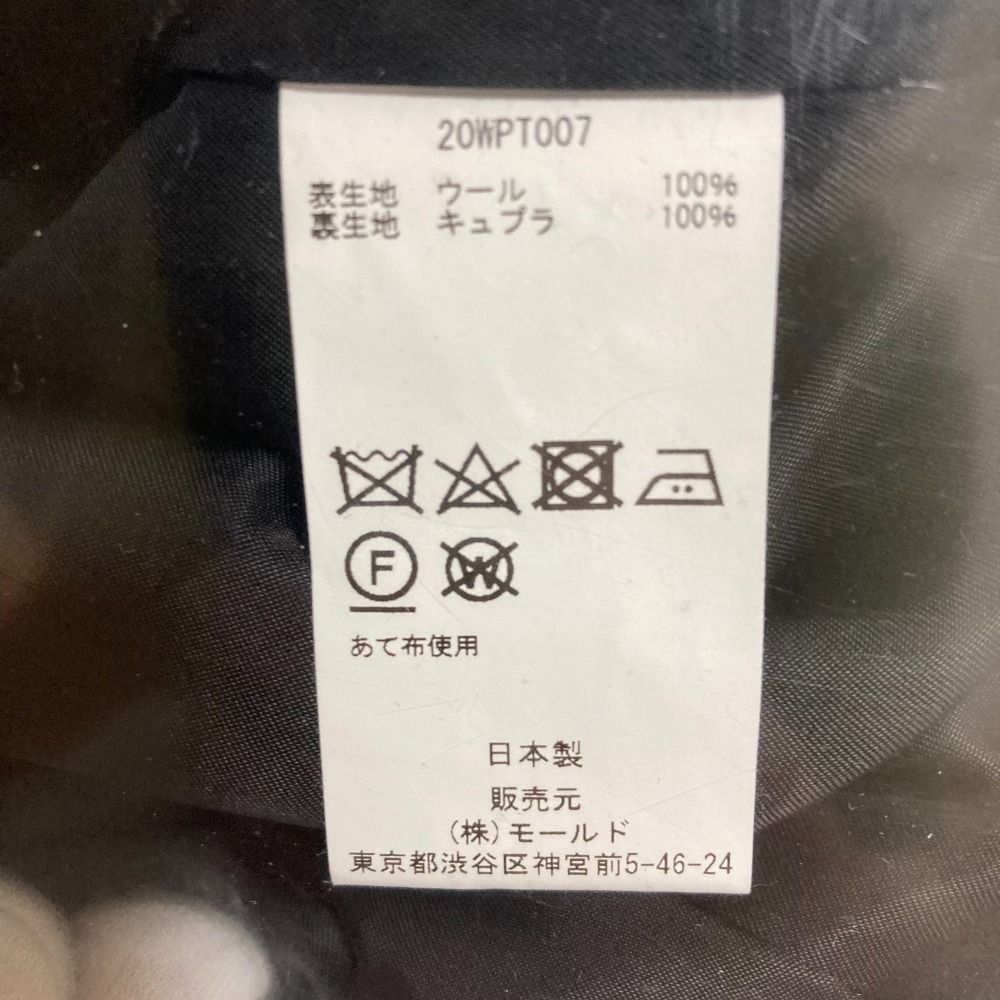 20WPT007
表生地 ウール 100%
裏生地 キュプラ 100%
F
W
あて布使用
日本製
販売元
(株)モールド
東京都渋谷区神宮前5-46-24